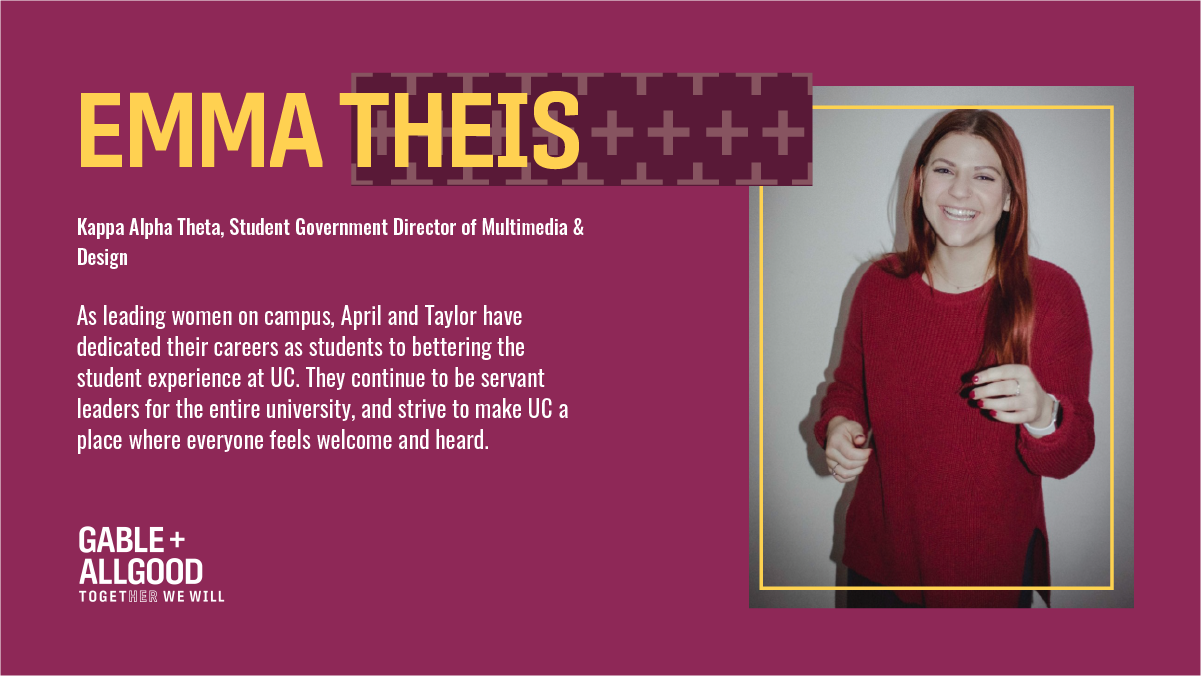 EMMA THEIS
Kappa Alpha Theta, Student Government Director of Multimedia &
Design
As leading women on campus, April and Taylor have
dedicated their careers as students to bettering the
student experience at UC. They continue to be servant
leaders for the entire university, and strive to make UC a
place where everyone feels welcome and heard.
GABLE +
ALLGOOD
TOGETHER WE WILL